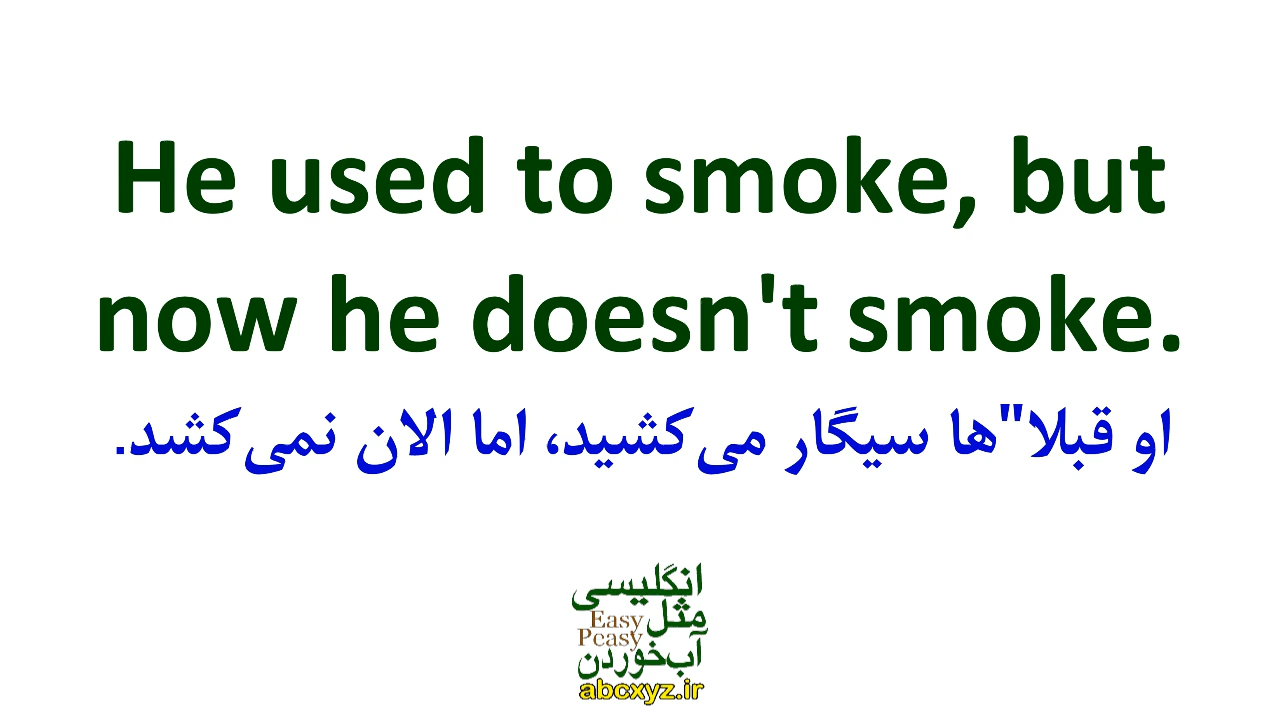 He used to smoke, but
now he doesn't smoke.
او قبلا"ها سیگار می‌کشید، اما الان نمی‌کشد.
انگلیسی
مثل
Easy
Peasy
آب‌خوردن
abcxyz.ir